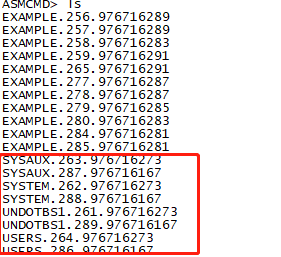 ASMCMD> ls
EXAMPLE.256.976716289
EXAMPLE.257.976716289
EXAMPLE.258.976716283
EXAMPLE.259.976716291
EXAMPLE.265.976716291
EXAMPLE.277.976716287
EXAMPLE.278.976716287
EXAMPLE.279.976716285
EXAMPLE.280.976716283
EXAMPLE.284.976716281
EXAMPLE.285.976716281
SYSAUX.263.976716273
SYSAUX.287.976716167
SYSTEM.262.976716273
SYSTEM.288.976716167
UNDOTBS1.261.976716273
UNDOTBS1.289.976716167
USERS.264.976716273
USERS.286.976716167